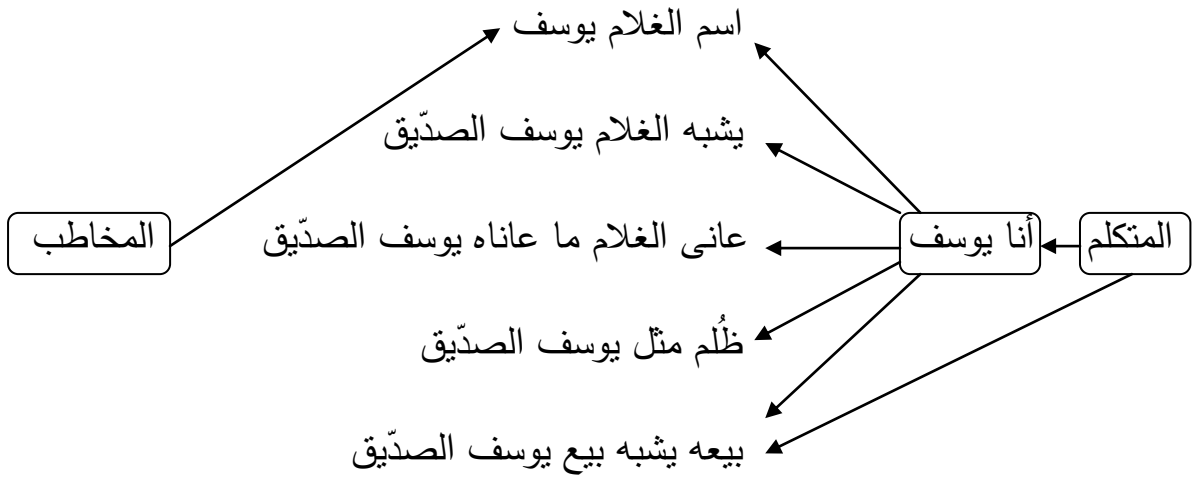 اسم الغلام يوسف
يشبه الغلام يوسف الصدّيق
المتكلم
أنا يوسف
عانى الغلام ما عاناه يوسف الصدّيق
المخاطب
ظُلم مثل يوسف الصدّيق
بيعه يشبه بيع يوسف الصدّيق